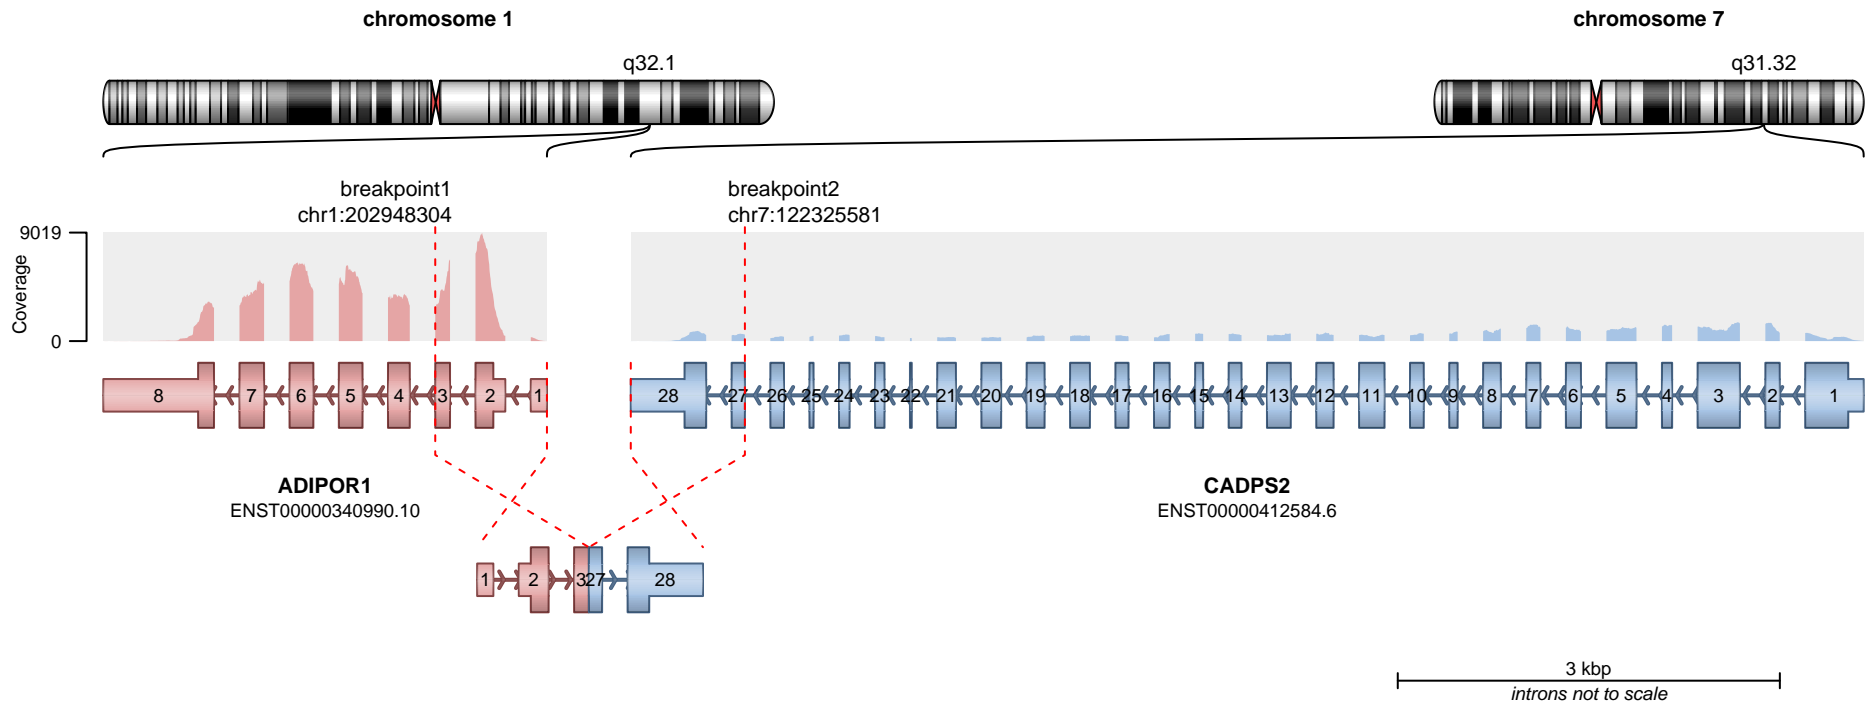 chromosome 1
chromosome 7
q32.1
q31.32
breakpoint1
chr1:202948304
breakpoint2
chr7:122325581
9019
Coverage
0
8 7 6 5 4 3 2 1
28 27 26 25 24 23 22 21 20 19 18 17 16 15 14 13 12 11 10 9 8 7 6 5 4 3 2 1
ADIPOR1
ENST00000340990.10
CADPS2
ENST00000412584.6
1 2 3 27 28
3 kbp
introns not to scale